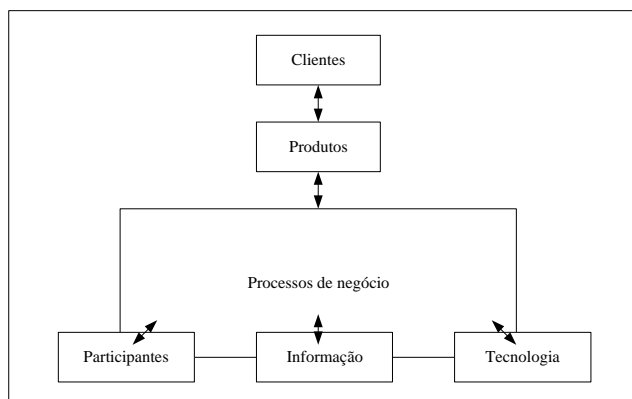 Clientes
Produtos
Processos de negócio
Participantes
Informação
Tecnologia